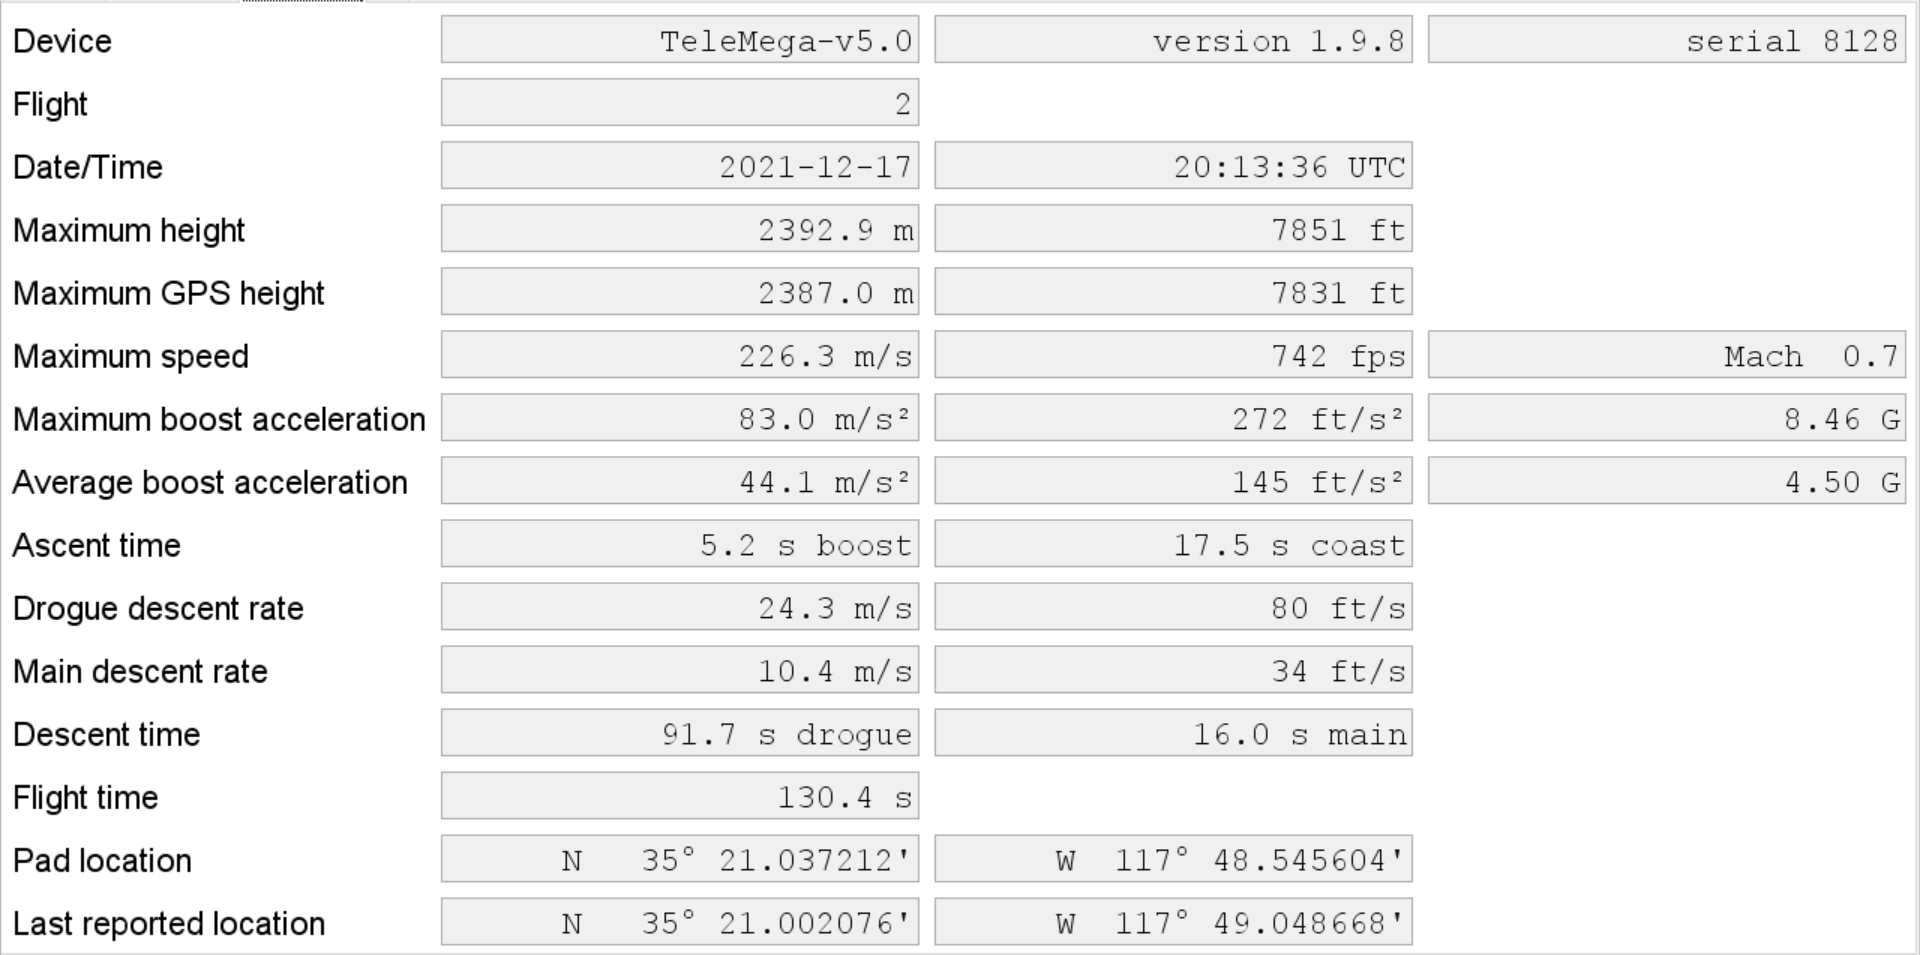 Device TeleMega-v5.0 version 1.9.8 serial 8128
Flight 2
Date/Time 2021-12-17 20:13:36 UTC
Maximum height 2392.9 m 7851 ft
Maximum GPS height 2387.0 m 7831 ft
Maximum speed 226.3 m/s 742 fps Mach 0.7
Maximum boost acceleration 83.0 m/s² 272 ft/s² 8.46 G
Average boost acceleration 44.1 m/s² 145 ft/s² 4.50 G
Ascent time 5.2 s boost 17.5 s coast
Drogue descent rate 24.3 m/s 80 ft/s
Main descent rate 10.4 m/s 34 ft/s
Descent time 91.7 s drogue 16.0 s main
Flight time 130.4 s
Pad location N 35° 21.037212' W 117° 48.545604'
Last reported location N 35° 21.002076' W 117° 49.048668'